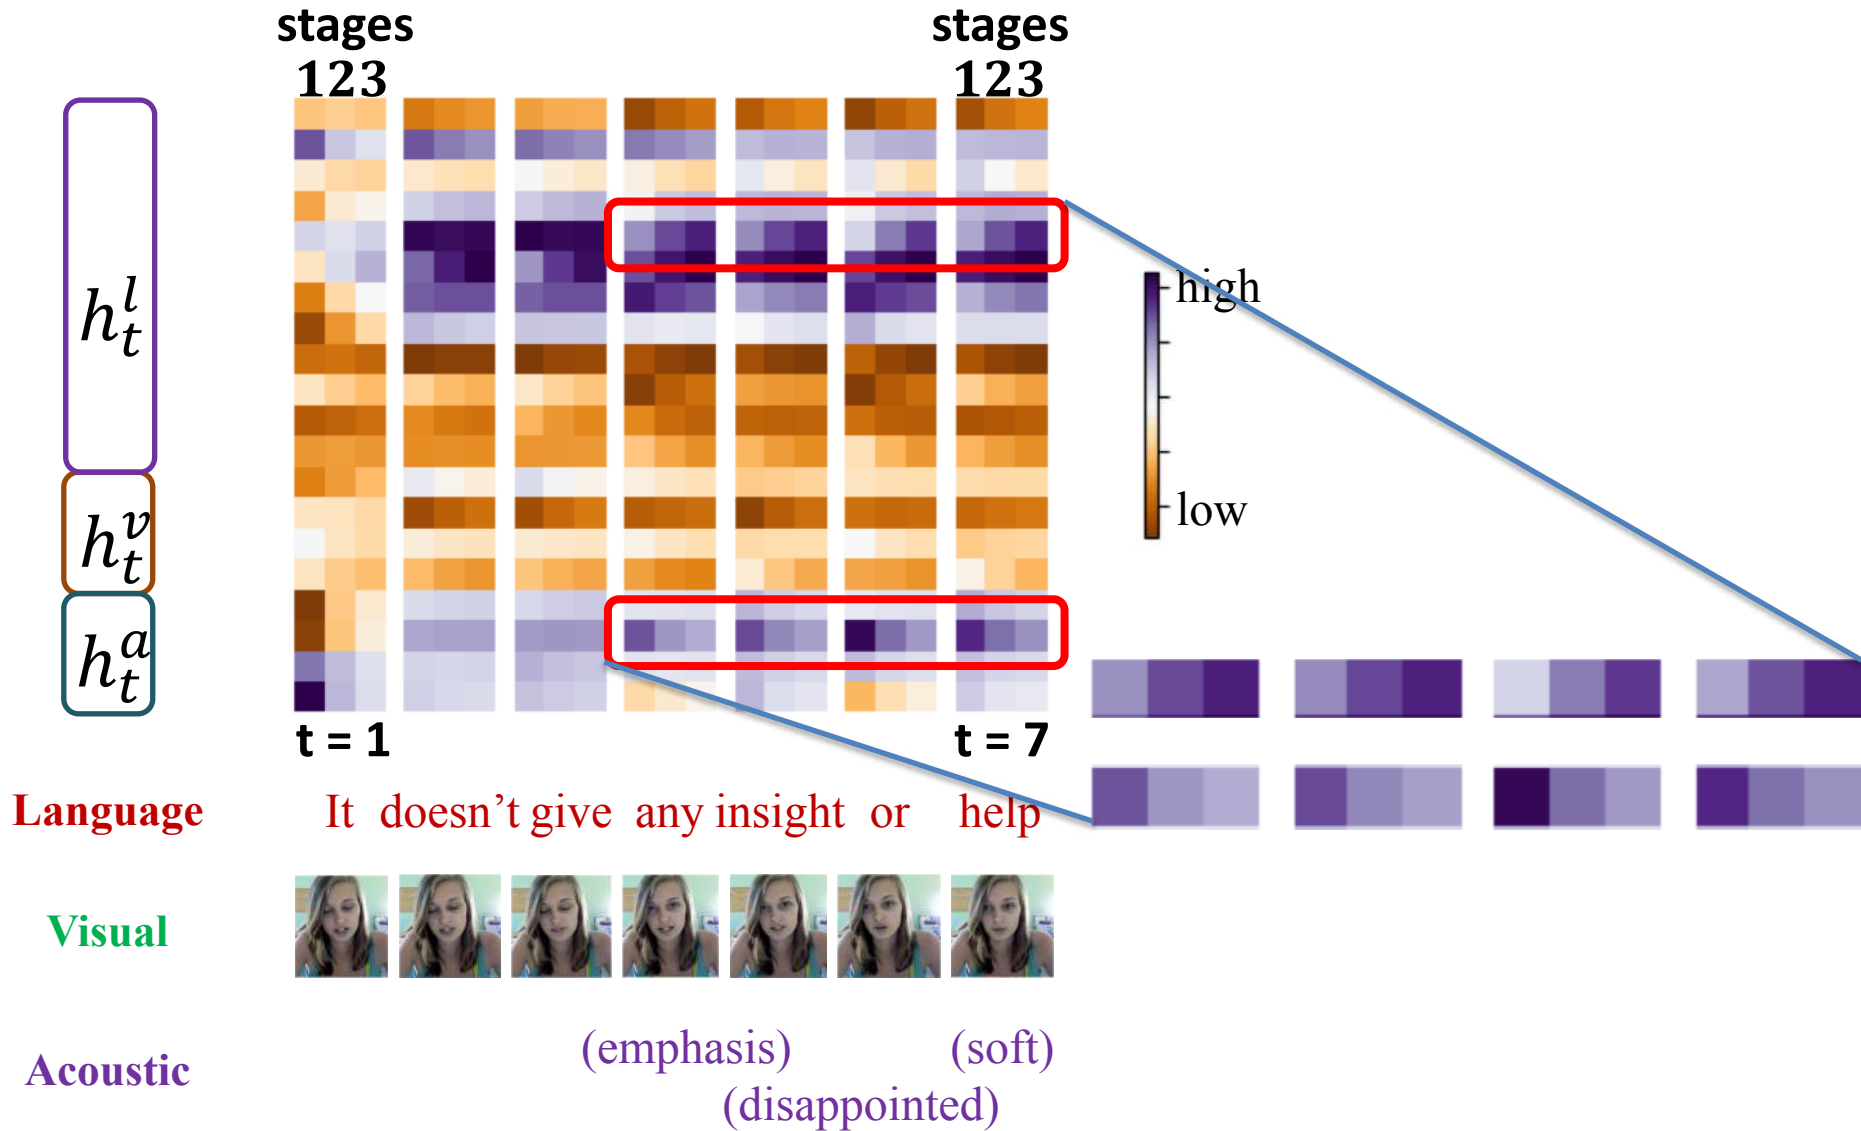 stages stages
123 123
h_t^l
high
low
h_t^v
h_t^a
t = 1 t = 7
Language It doesn't give any insight or help
Visual
Acoustic (emphasis) (soft)
(disappointed)